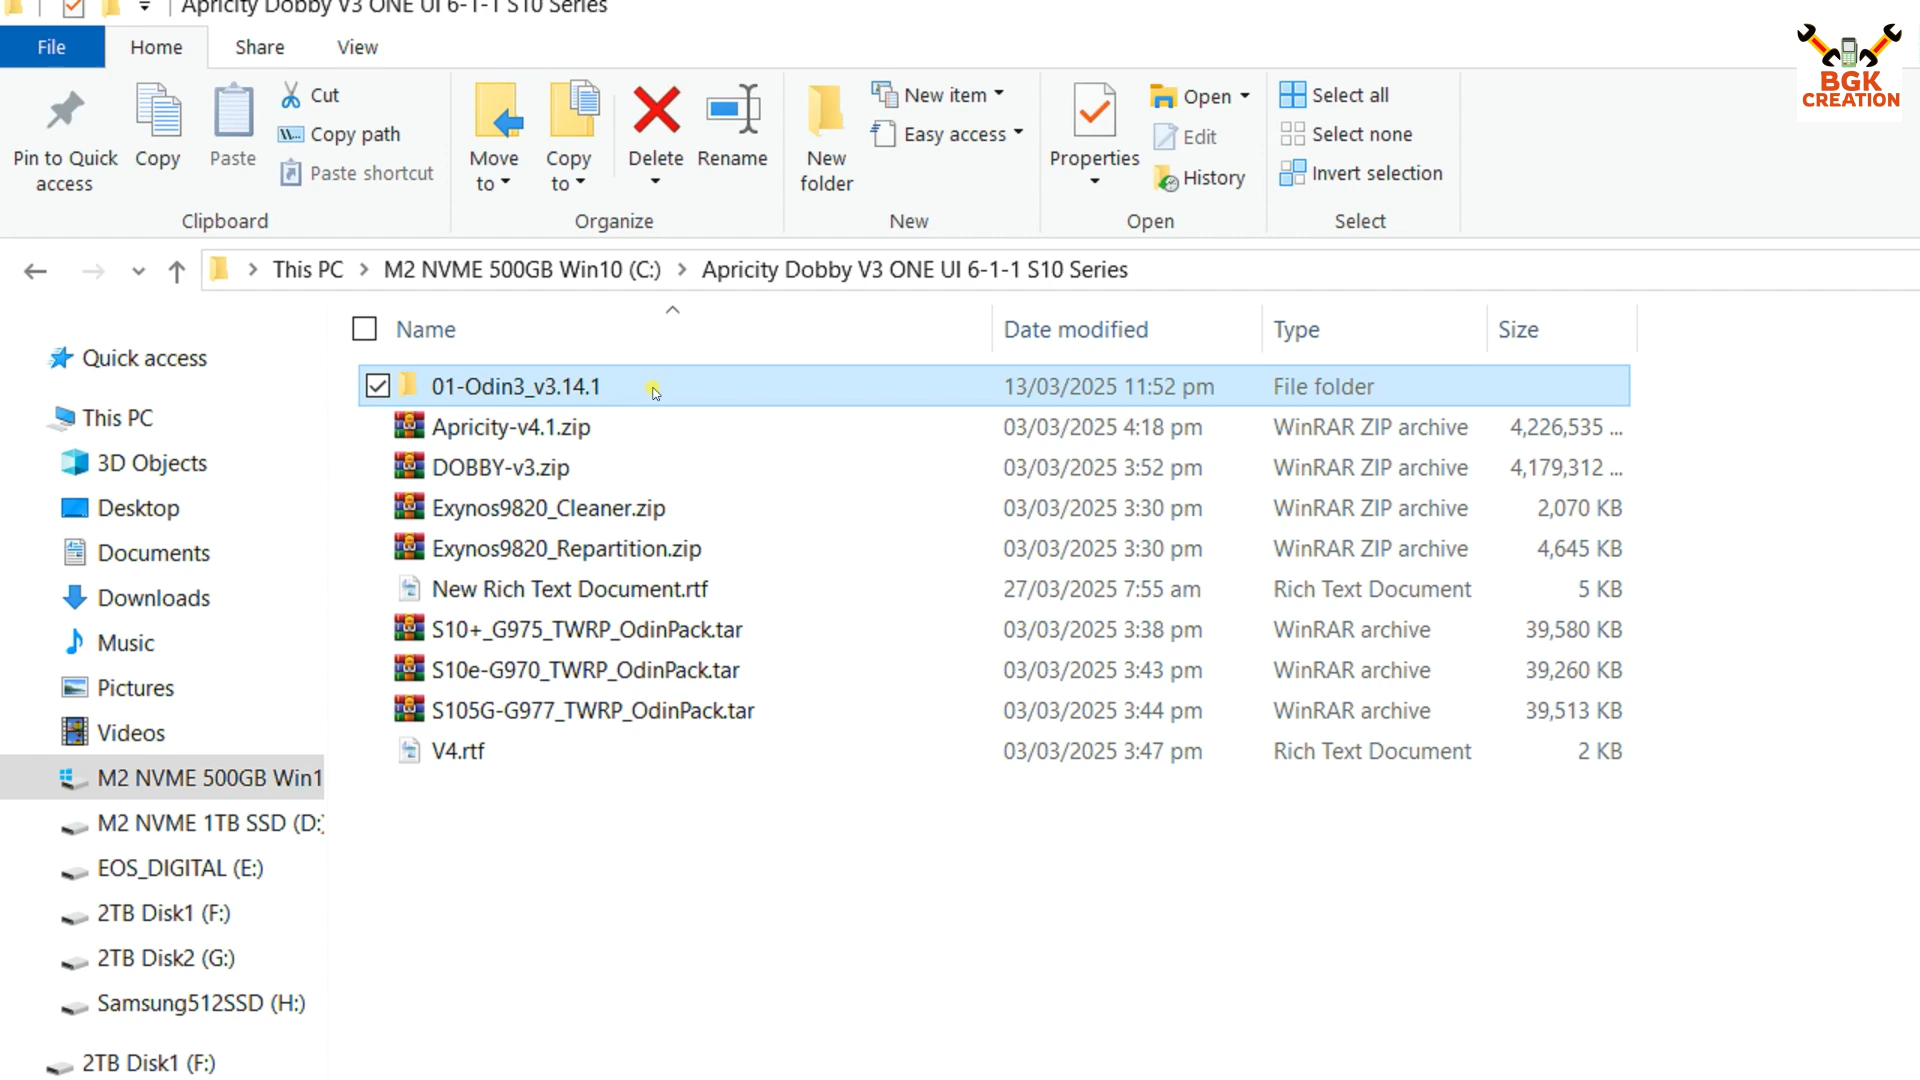 Apricity Dobby V3 ONE UI 6-1-1 S10 Series
File Home Share View
BGK
CREATION
Pin to Quick access
Copy
Paste
Cut
W... Copy path
Paste shortcut
Clipboard
Move to
Copy to
Delete
Rename
Organize
New folder
New item
Easy access
New
Properties
Open
Edit
History
Open
Select all
Select none
Invert selection
Select
This PC > M2 NVME 500GB Win10 (C:) > Apricity Dobby V3 ONE UI 6-1-1 S10 Series
Name Date modified Type Size
01-Odin3_v3.14.1 13/03/2025 11:52 pm File folder
Apricity-v4.1.zip 03/03/2025 4:18 pm WinRAR ZIP archive 4,226,535 ...
DOBBY-v3.zip 03/03/2025 3:52 pm WinRAR ZIP archive 4,179,312 ...
Exynos9820_Cleaner.zip 03/03/2025 3:30 pm WinRAR ZIP archive 2,070 KB
Exynos9820_Repartition.zip 03/03/2025 3:30 pm WinRAR ZIP archive 4,645 KB
New Rich Text Document.rtf 27/03/2025 7:55 am Rich Text Document 5 KB
S10+_G975_TWRP_OdinPack.tar 03/03/2025 3:38 pm WinRAR archive 39,580 KB
S10e-G970_TWRP_OdinPack.tar 03/03/2025 3:43 pm WinRAR archive 39,260 KB
S105G-G977_TWRP_OdinPack.tar 03/03/2025 3:44 pm WinRAR archive 39,513 KB
V4.rtf 03/03/2025 3:47 pm Rich Text Document 2 KB
Quick access
This PC
3D Objects
Desktop
Documents
Downloads
Music
Pictures
Videos
M2 NVME 500GB Win1
M2 NVME 1TB SSD (D:)
EOS_DIGITAL (E:)
2TB Disk1 (F:)
2TB Disk2 (G:)
Samsung512SSD (H:)
2TB Disk1 (F:)